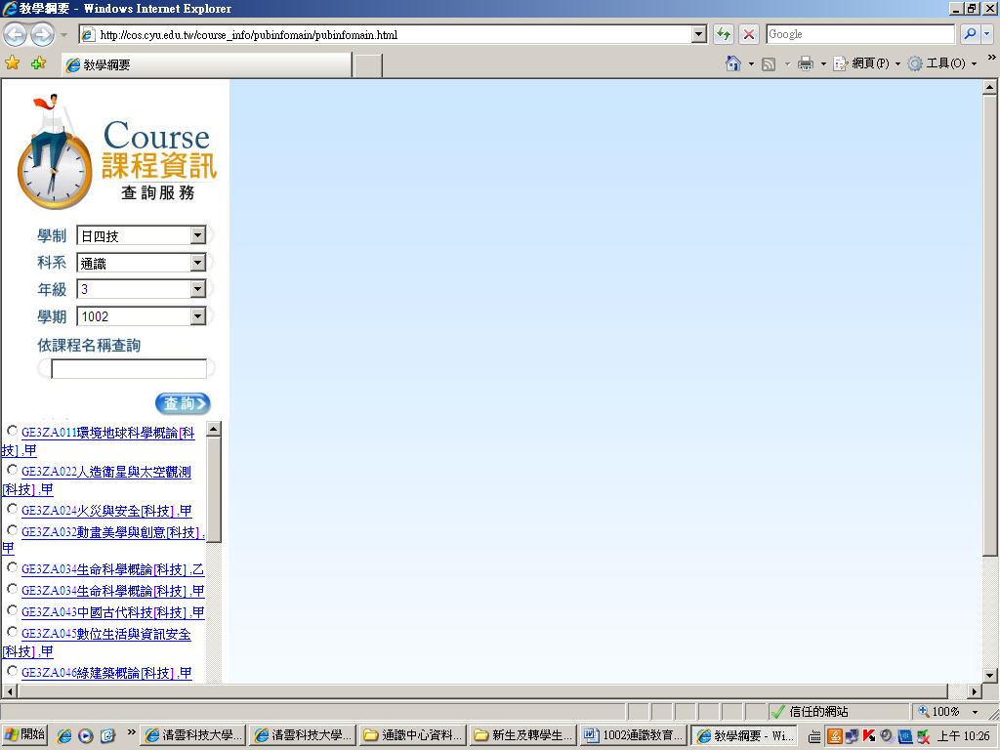 教學綱要 - Windows Internet Explorer
http://cos.cyu.edu.tw/course_info/pubinfomain/pubinfomain.html
Google
教學綱要
網頁(P)
工具(O)
»
Course
課程資訊
查詢服務
學制 日四技
科系 通識
年級 3
學期 1002
依課程名稱查詢
查詢
GE3ZA011環境地球科學概論[科
技],甲
GE3ZA022人造衛星與太空觀測
[科技],甲
GE3ZA024火災與安全[科技],甲
GE3ZA032動畫美學與創意[科技],
甲
GE3ZA034生命科學概論[科技],乙
GE3ZA034生命科學概論[科技],甲
GE3ZA043中國古代科技[科技],甲
GE3ZA045數位生活與資訊安全
[科技],甲
GE3ZA046綠建築概論[科技],甲
信任的網站
100%
開始
»
清雲科技大學...
清雲科技大學...
通識中心資料...
新生及轉學生...
1002通識教育...
教學綱要 - Wi...
上午 10:26